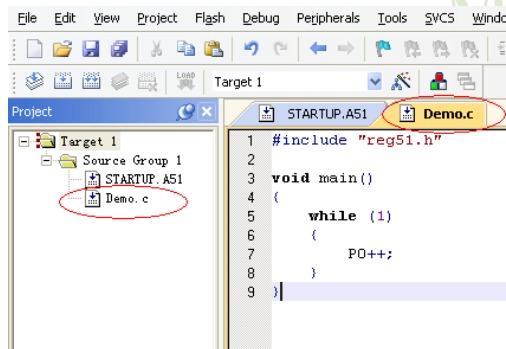 File Edit View Project Flash Debug Peripherals Tools SVCS
LOAD Target 1
Project
STARTUP.A51 Demo.c
Target 1
Source Group 1
STARTUP.A51
Demo.c
1 #include "reg51.h"
2
3 void main()
4 {
5 while (1)
6 {
7 P0++;
8 }
9 }